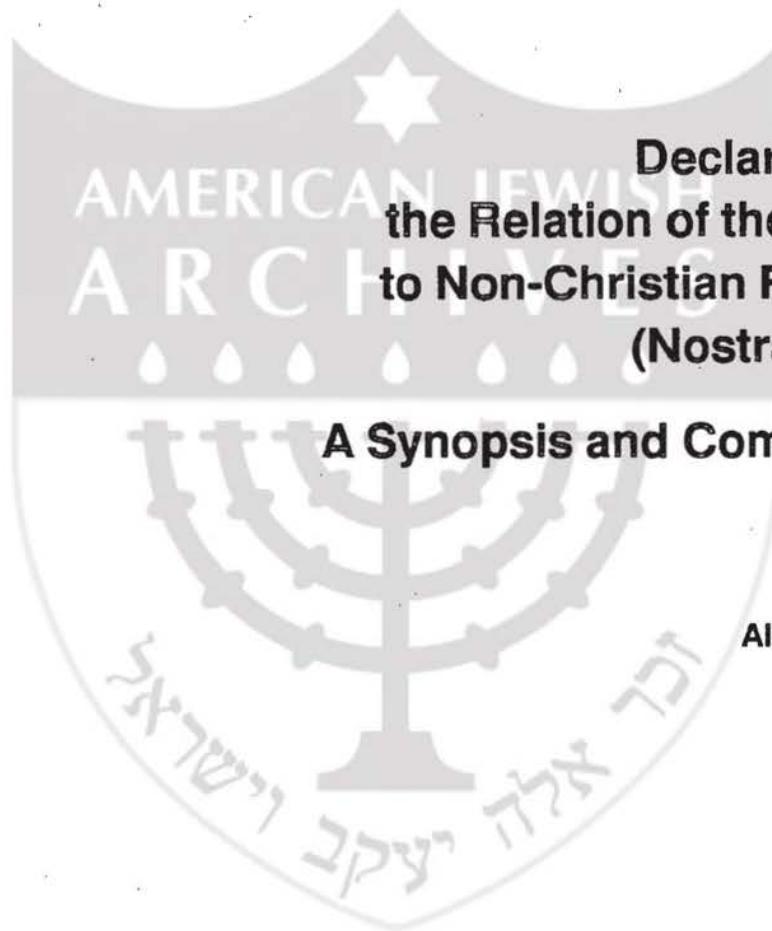 Declar
the Relation of the
to Non-Christian
(Nostra
A Synopsis and Com
Al
AMERICAN JEWISH
ARCHIVES
זכר אלה יעקב וישראל